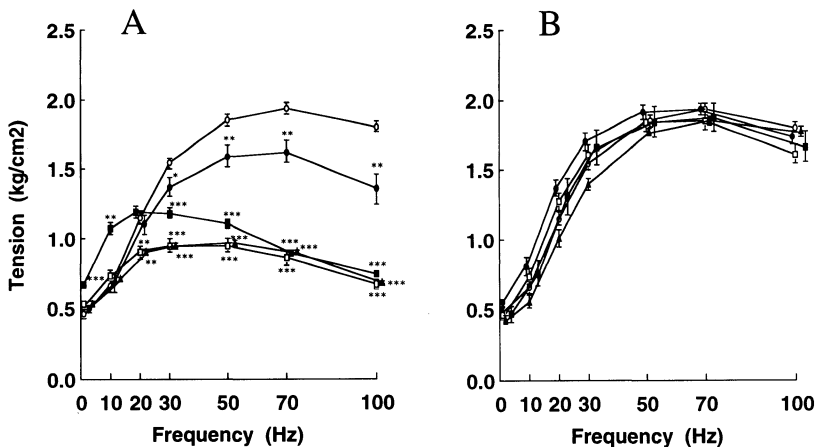 A
2.5
2.0
1.5
1.0
0.5
0.0
Tension (kg/cm2)
** ** **
* **
** *** ***
*** ** *** *** *** *** ***
** *** *** *** *** ***
0 10 20 30 50 70 100
Frequency (Hz)
B
2.5
2.0
1.5
1.0
0.5
0.0
0 10 20 30 50 70 100
Frequency (Hz)